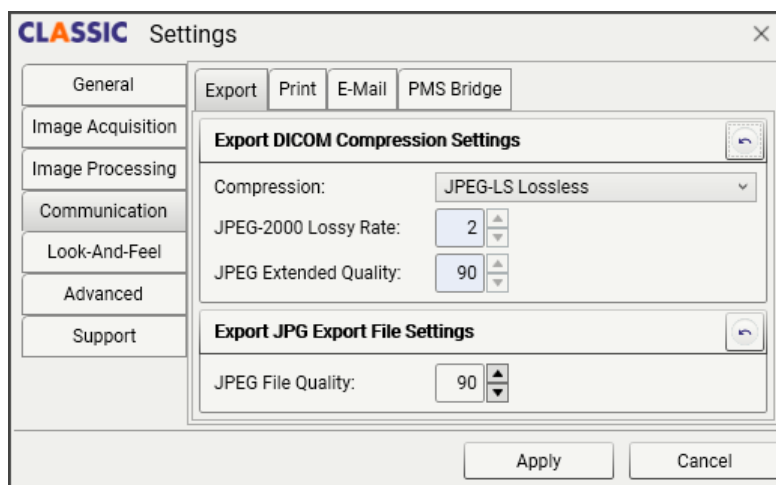 CLASSIC Settings
General
Image Acquisition
Image Processing
Communication
Look-And-Feel
Advanced
Support
Export Print E-Mail PMS Bridge
Export DICOM Compression Settings
Compression: JPEG-LS Lossless
JPEG-2000 Lossy Rate: 2
JPEG Extended Quality: 90
Export JPG Export File Settings
JPEG File Quality: 90
Apply Cancel